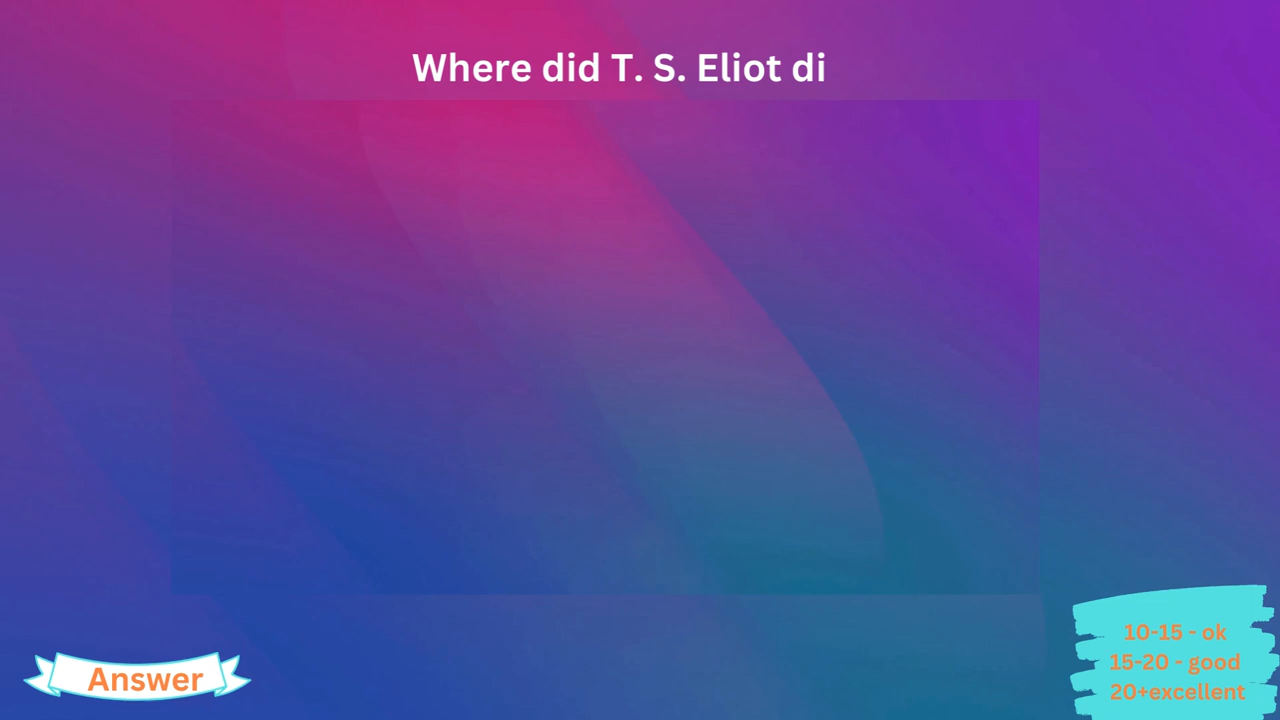 Where did T. S. Eliot di
Answer
10-15 - ok
15-20 - good
20+excellent